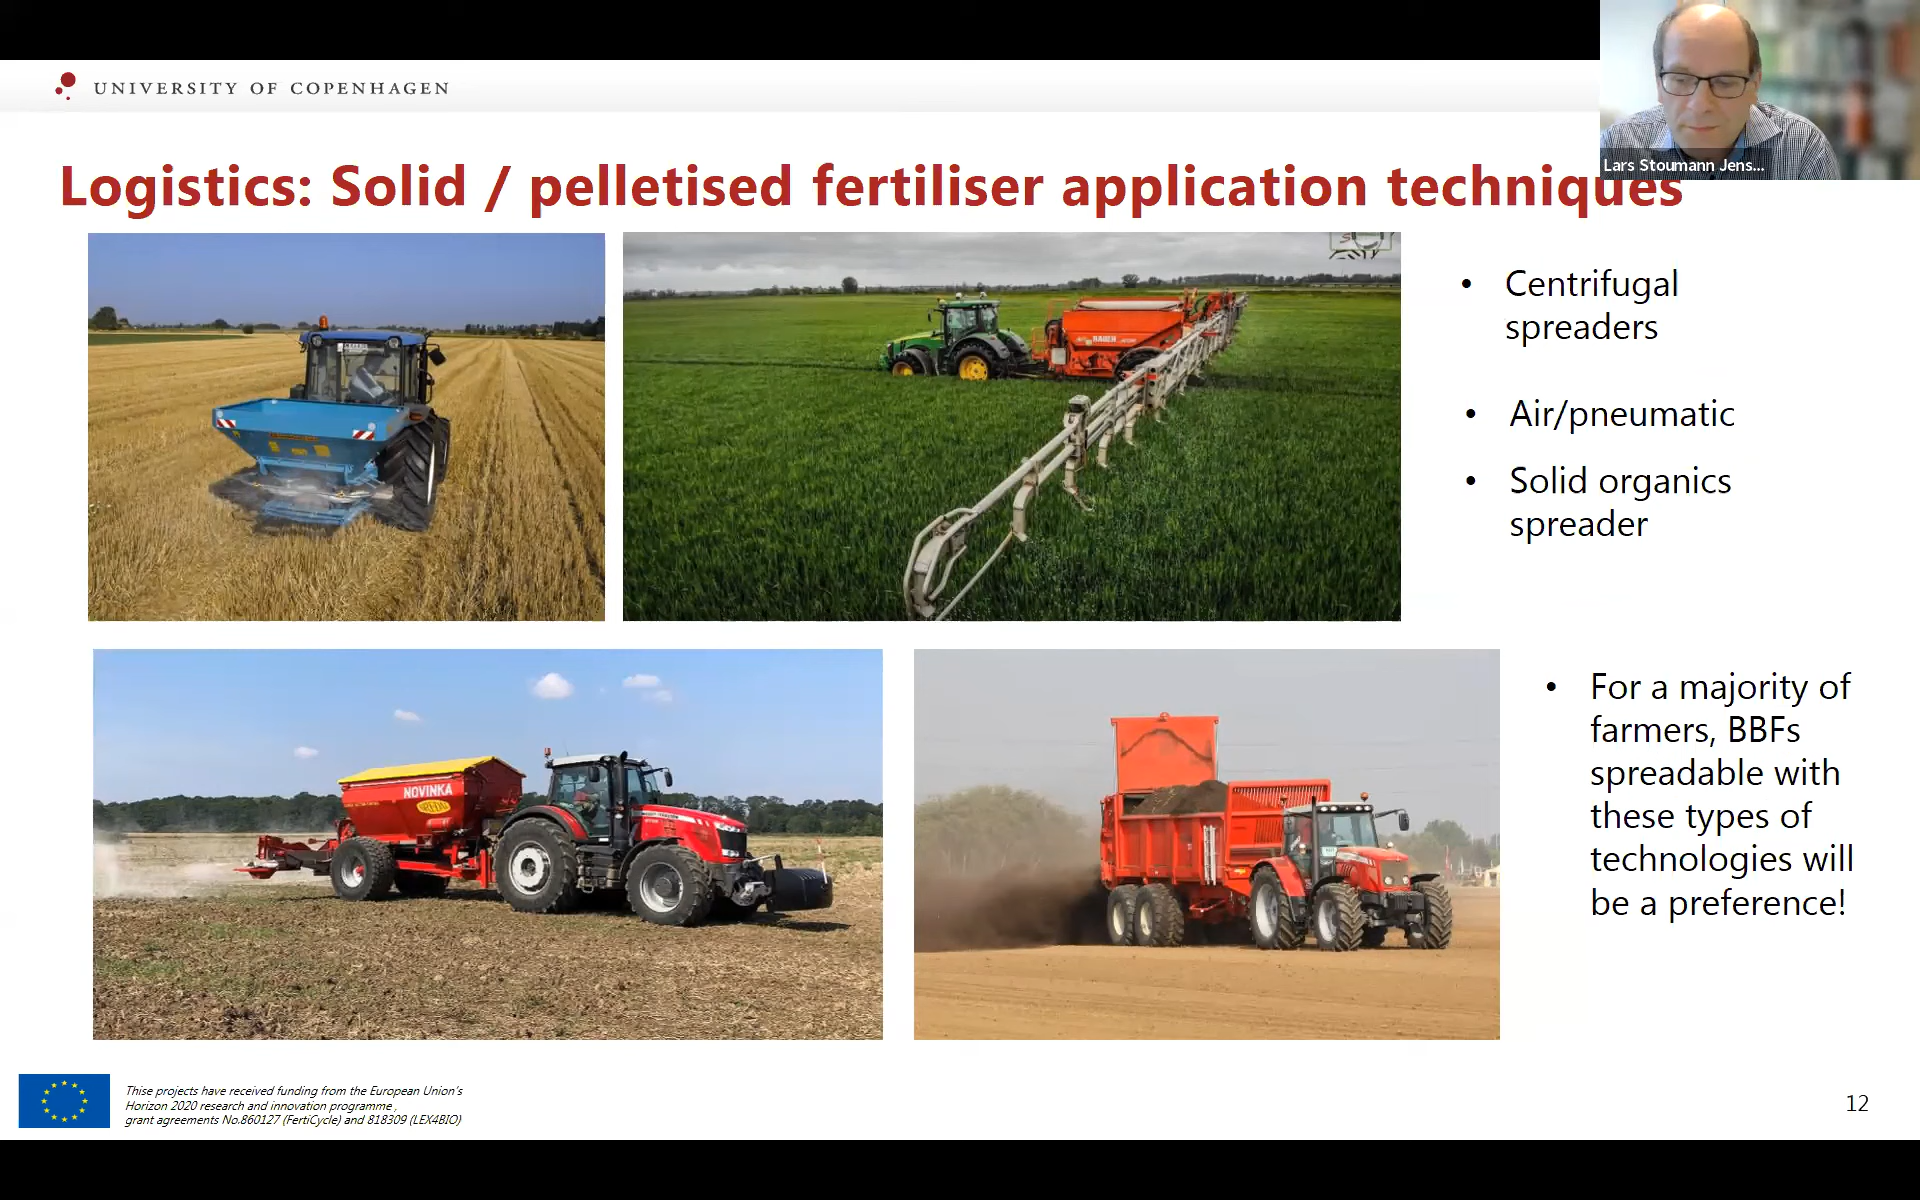 UNIVERSITY OF COPENHAGEN
Lars Stoumann Jens...
Logistics: Solid / pelletised fertiliser application techniques
• Centrifugal
spreaders
• Air/pneumatic
• Solid organics
spreader
RAUCH
NOVINKA
• For a majority of
farmers, BBFs
spreadable with
these types of
technologies will
be a preference!
Thise projects have received funding from the European Union's
Horizon 2020 research and innovation programme ,
grant agreements No.860127 (FertiCycle) and 818309 (LEX4BIO)
12